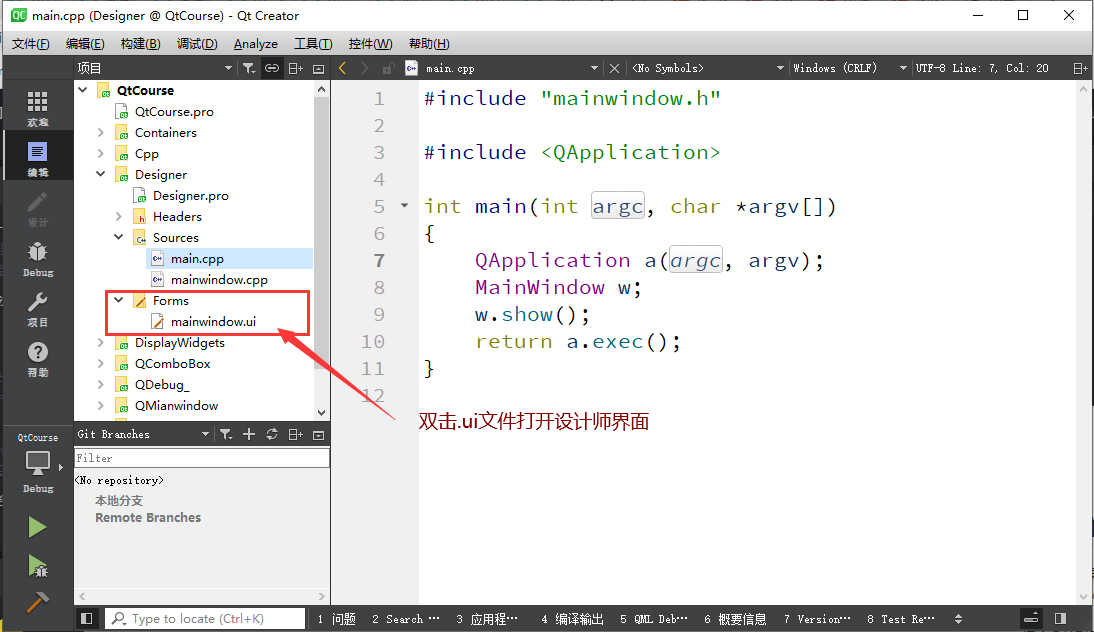 QC main.cpp (Designer @ QtCourse) - Qt Creator
文件(F) 编辑(E) 构建(B) 调试(D) Analyze 工具(T) 控件(W) 帮助(H)
项目
main.cpp
<No Symbols>
Windows (CRLF)
UTF-8 Line: 7, Col: 20
欢迎
编辑
设计
Debug
项目
帮助
QtCourse
Debug
QtCourse
QtCourse.pro
Containers
Cpp
Designer
Designer.pro
Headers
Sources
main.cpp
mainwindow.cpp
Forms
mainwindow.ui
DisplayWidgets
QComboBox
QDebug_
QMianwindow
Git Branches
Filter
<No repository>
本地分支
Remote Branches
1 #include "mainwindow.h"
2
3 #include <QApplication>
4
5 int main(int argc, char *argv[])
6 {
7 QApplication a(argc, argv);
8 MainWindow w;
9 w.show();
10 return a.exec();
11 }
12
双击.ui文件打开设计师界面
Type to locate (Ctrl+K)
1 问题 2 Search ··· 3 应用程··· 4 编译输出 5 QML Deb··· 6 概要信息 7 Version··· 8 Test Re···